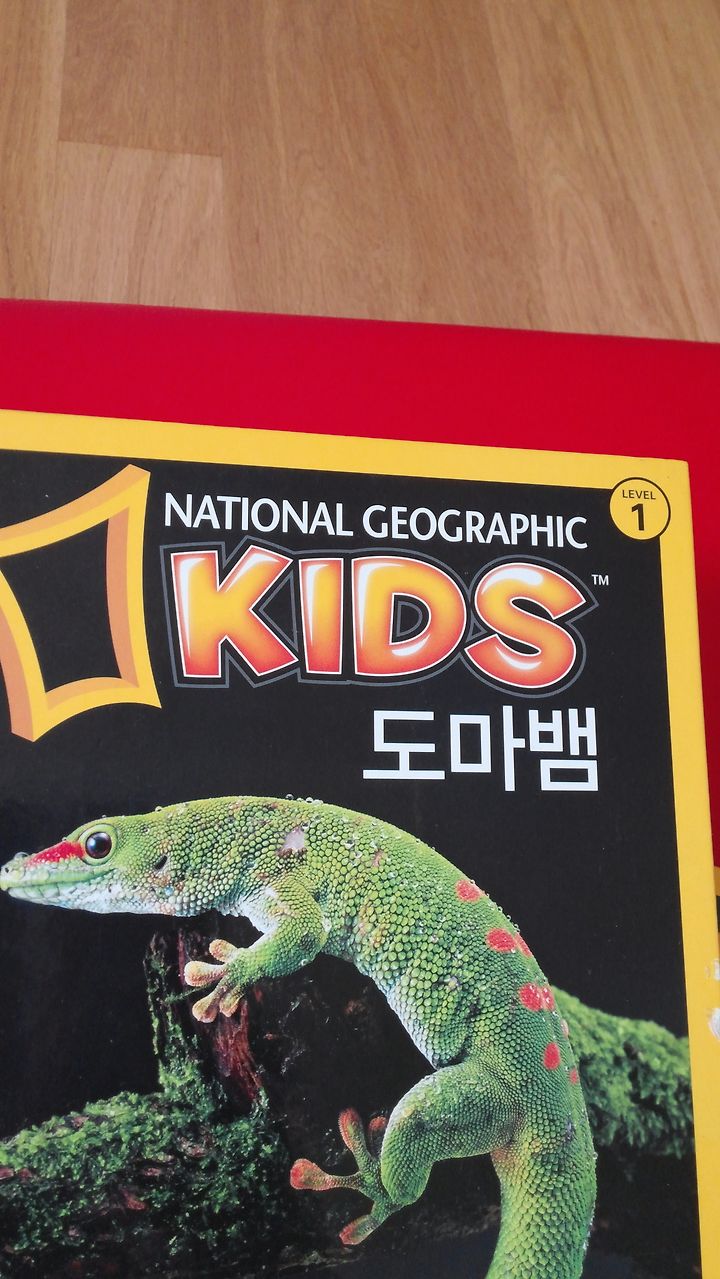 LEVEL
1
NATIONAL GEOGRAPHIC
KIDS™
도마뱀